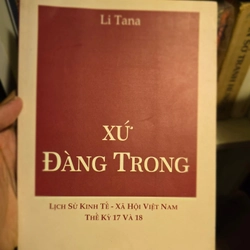 Li Tana
XỨ
ĐÀNG TRONG
LỊCH SỬ KINH TẾ - XÃ HỘI VIỆT NAM
THẾ KỶ 17 VÀ 18